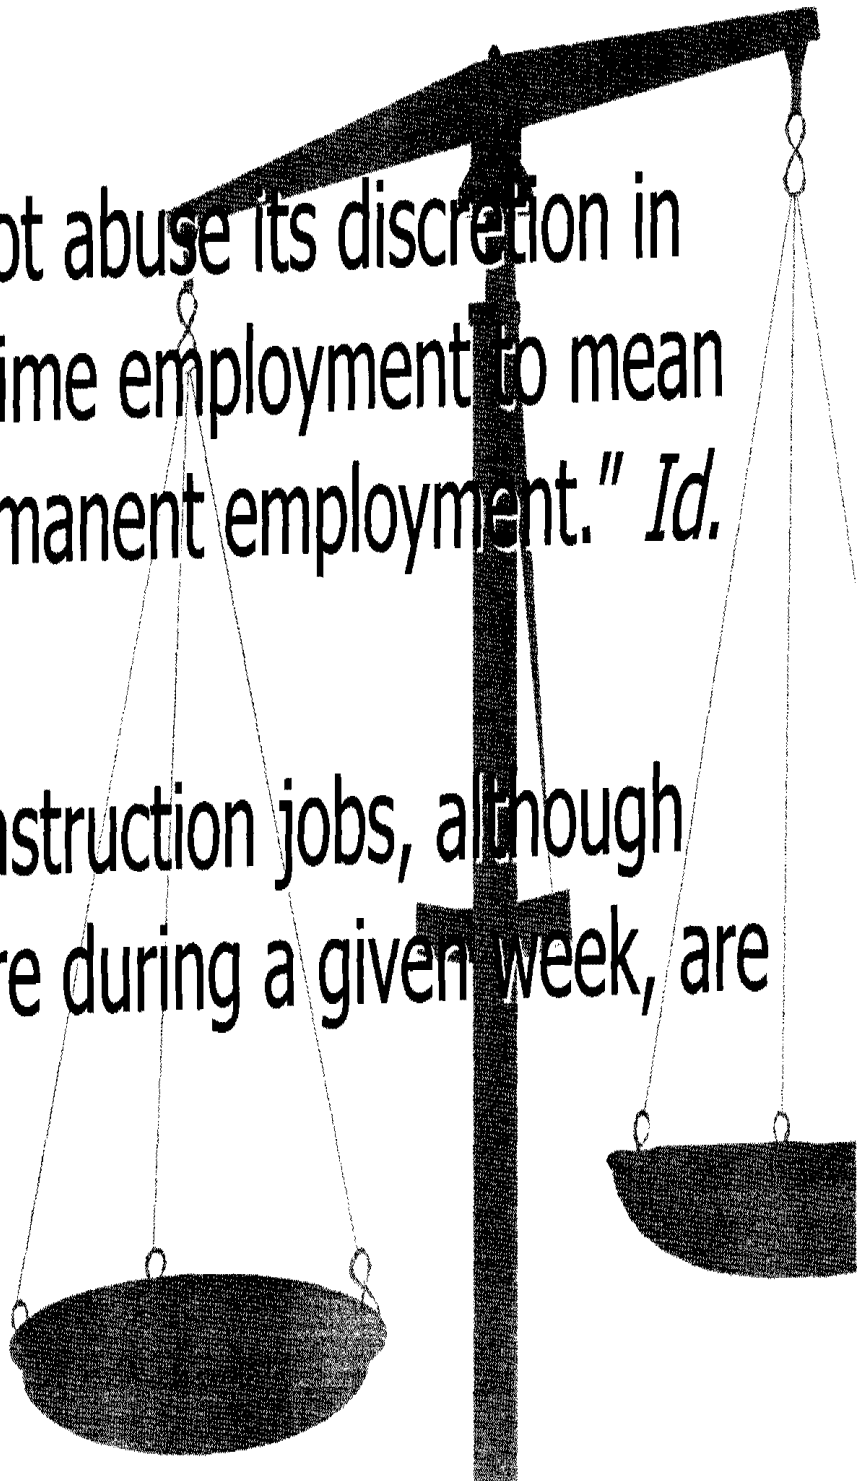 ot abuse its discretion in
ime employment to mean
manent employment.” Id.
nstruction jobs, although
re during a given week, are